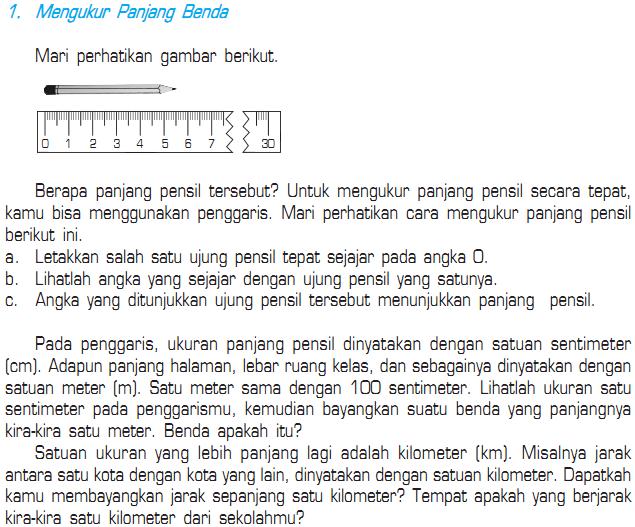 1. Mengukur Panjang Benda
Mari perhatikan gambar berikut.
0 1 2 3 4 5 6 7 30
Berapa panjang pensil tersebut? Untuk mengukur panjang pensil secara tepat,
kamu bisa menggunakan penggaris. Mari perhatikan cara mengukur panjang pensil
berikut ini.
a. Letakkan salah satu ujung pensil tepat sejajar pada angka 0.
b. Lihatlah angka yang sejajar dengan ujung pensil yang satunya.
c. Angka yang ditunjukkan ujung pensil tersebut menunjukkan panjang pensil.
Pada penggaris, ukuran panjang pensil dinyatakan dengan satuan sentimeter
(cm). Adapun panjang halaman, lebar ruang kelas, dan sebagainya dinyatakan dengan
satuan meter (m). Satu meter sama dengan 100 sentimeter. Lihatlah ukuran satu
sentimeter pada penggarismu, kemudian bayangkan suatu benda yang panjangnya
kira-kira satu meter. Benda apakah itu?
Satuan ukuran yang lebih panjang lagi adalah kilometer (km). Misalnya jarak
antara satu kota dengan kota yang lain, dinyatakan dengan satuan kilometer. Dapatkah
kamu membayangkan jarak sepanjang satu kilometer? Tempat apakah yang berjarak
kira-kira satu kilometer dari sekolahmu?